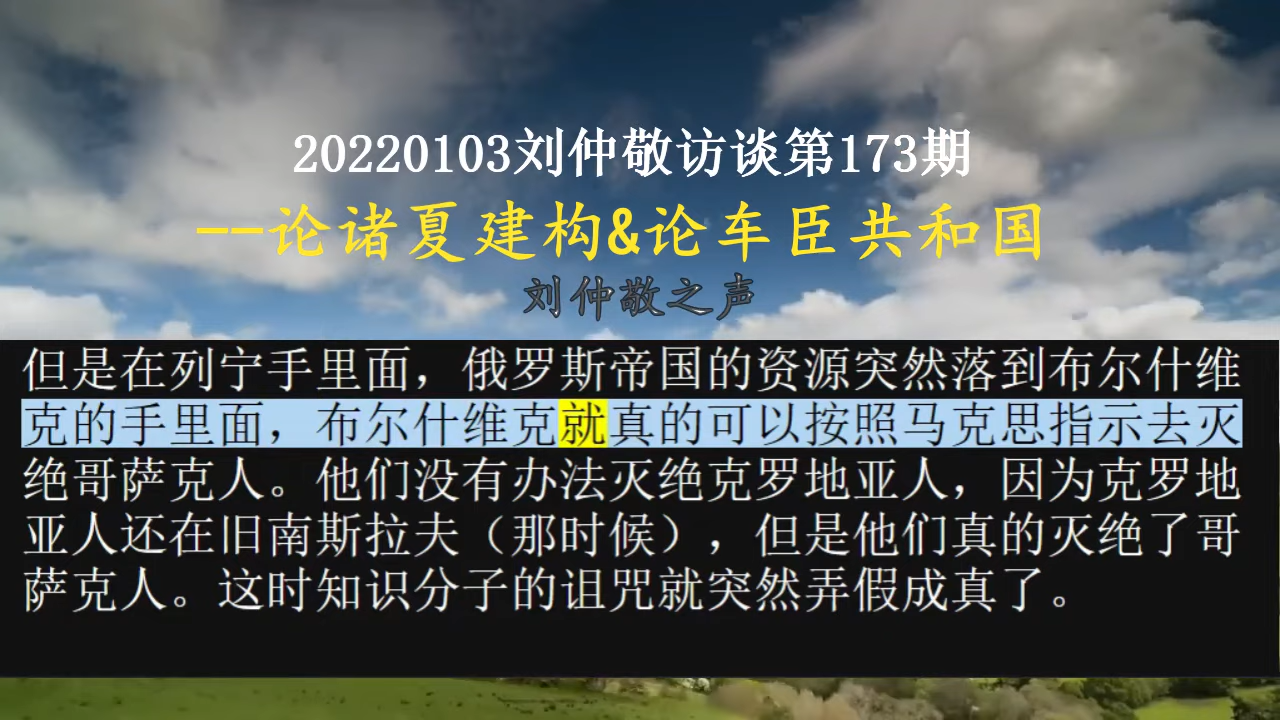 20220103刘仲敬访谈第173期
--论诸夏建构&论车臣共和国
刘仲敬之声
但是在列宁手里面，俄罗斯帝国的资源突然落到布尔什维
克的手里面，布尔什维克就真的可以按照马克思指示去灭
绝哥萨克人。他们没有办法灭绝克罗地亚人，因为克罗地
亚人还在旧南斯拉夫（那时候），但是他们真的灭绝了哥
萨克人。这时知识分子的诅咒就突然弄假成真了。